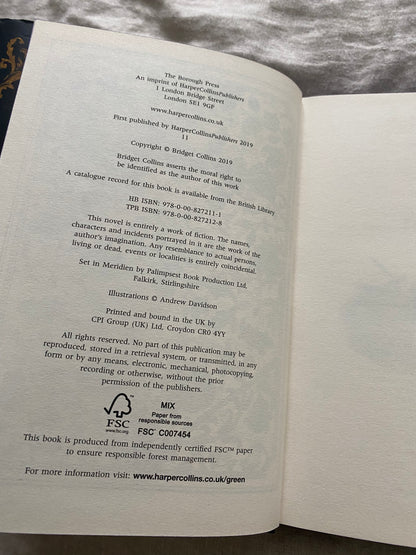 The Borough Press
An imprint of HarperCollinsPublishers
1 London Bridge Street
London SE1 9GF
www.harpercollins.co.uk
First published by HarperCollinsPublishers 2019
11
Copyright © Bridget Collins 2019
Bridget Collins asserts the moral right to
be identified as the author of this work
A catalogue record for this book is available from the British Library
HB ISBN: 978-0-00-827211-1
TPB ISBN: 978-0-00-827212-8
This novel is entirely a work of fiction. The names,
characters and incidents portrayed in it are the work of the
author's imagination. Any resemblance to actual persons,
living or dead, events or localities is entirely coincidental.
Set in Meridien by Palimpsest Book Production Ltd,
Falkirk, Stirlingshire
Illustrations © Andrew Davidson
Printed and bound in the UK by
CPI Group (UK) Ltd, Croydon CR0 4YY
All rights reserved. No part of this publication may be
reproduced, stored in a retrieval system, or transmitted, in any
form or by any means, electronic, mechanical, photocopying,
recording or otherwise, without the prior
permission of the publishers.
FSC
www.fsc.org
MIX
Paper from
responsible sources
FSC® C007454
This book is produced from independently certified FSC™ paper
to ensure responsible forest management.
For more information visit: www.harpercollins.co.uk/green